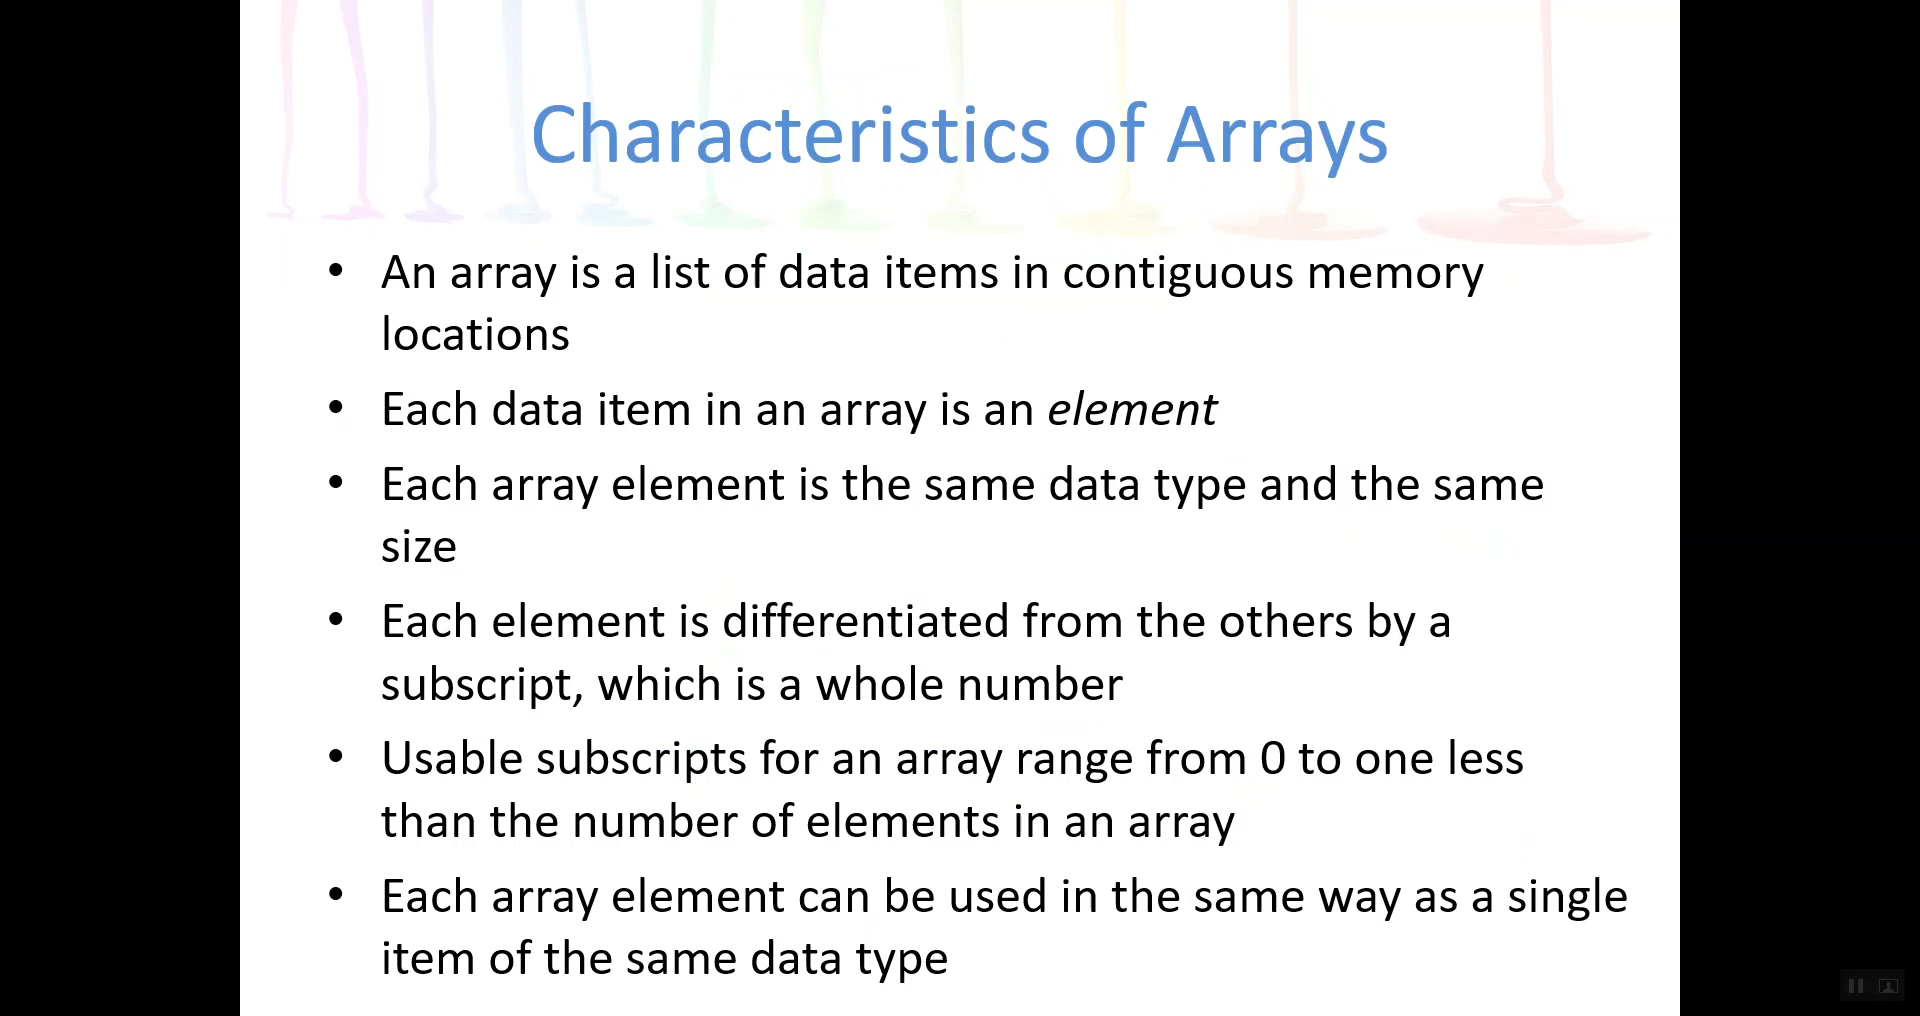 Characteristics of Arrays
• An array is a list of data items in contiguous memory
locations
• Each data item in an array is an element
• Each array element is the same data type and the same
size
• Each element is differentiated from the others by a
subscript, which is a whole number
• Usable subscripts for an array range from 0 to one less
than the number of elements in an array
• Each array element can be used in the same way as a single
item of the same data type